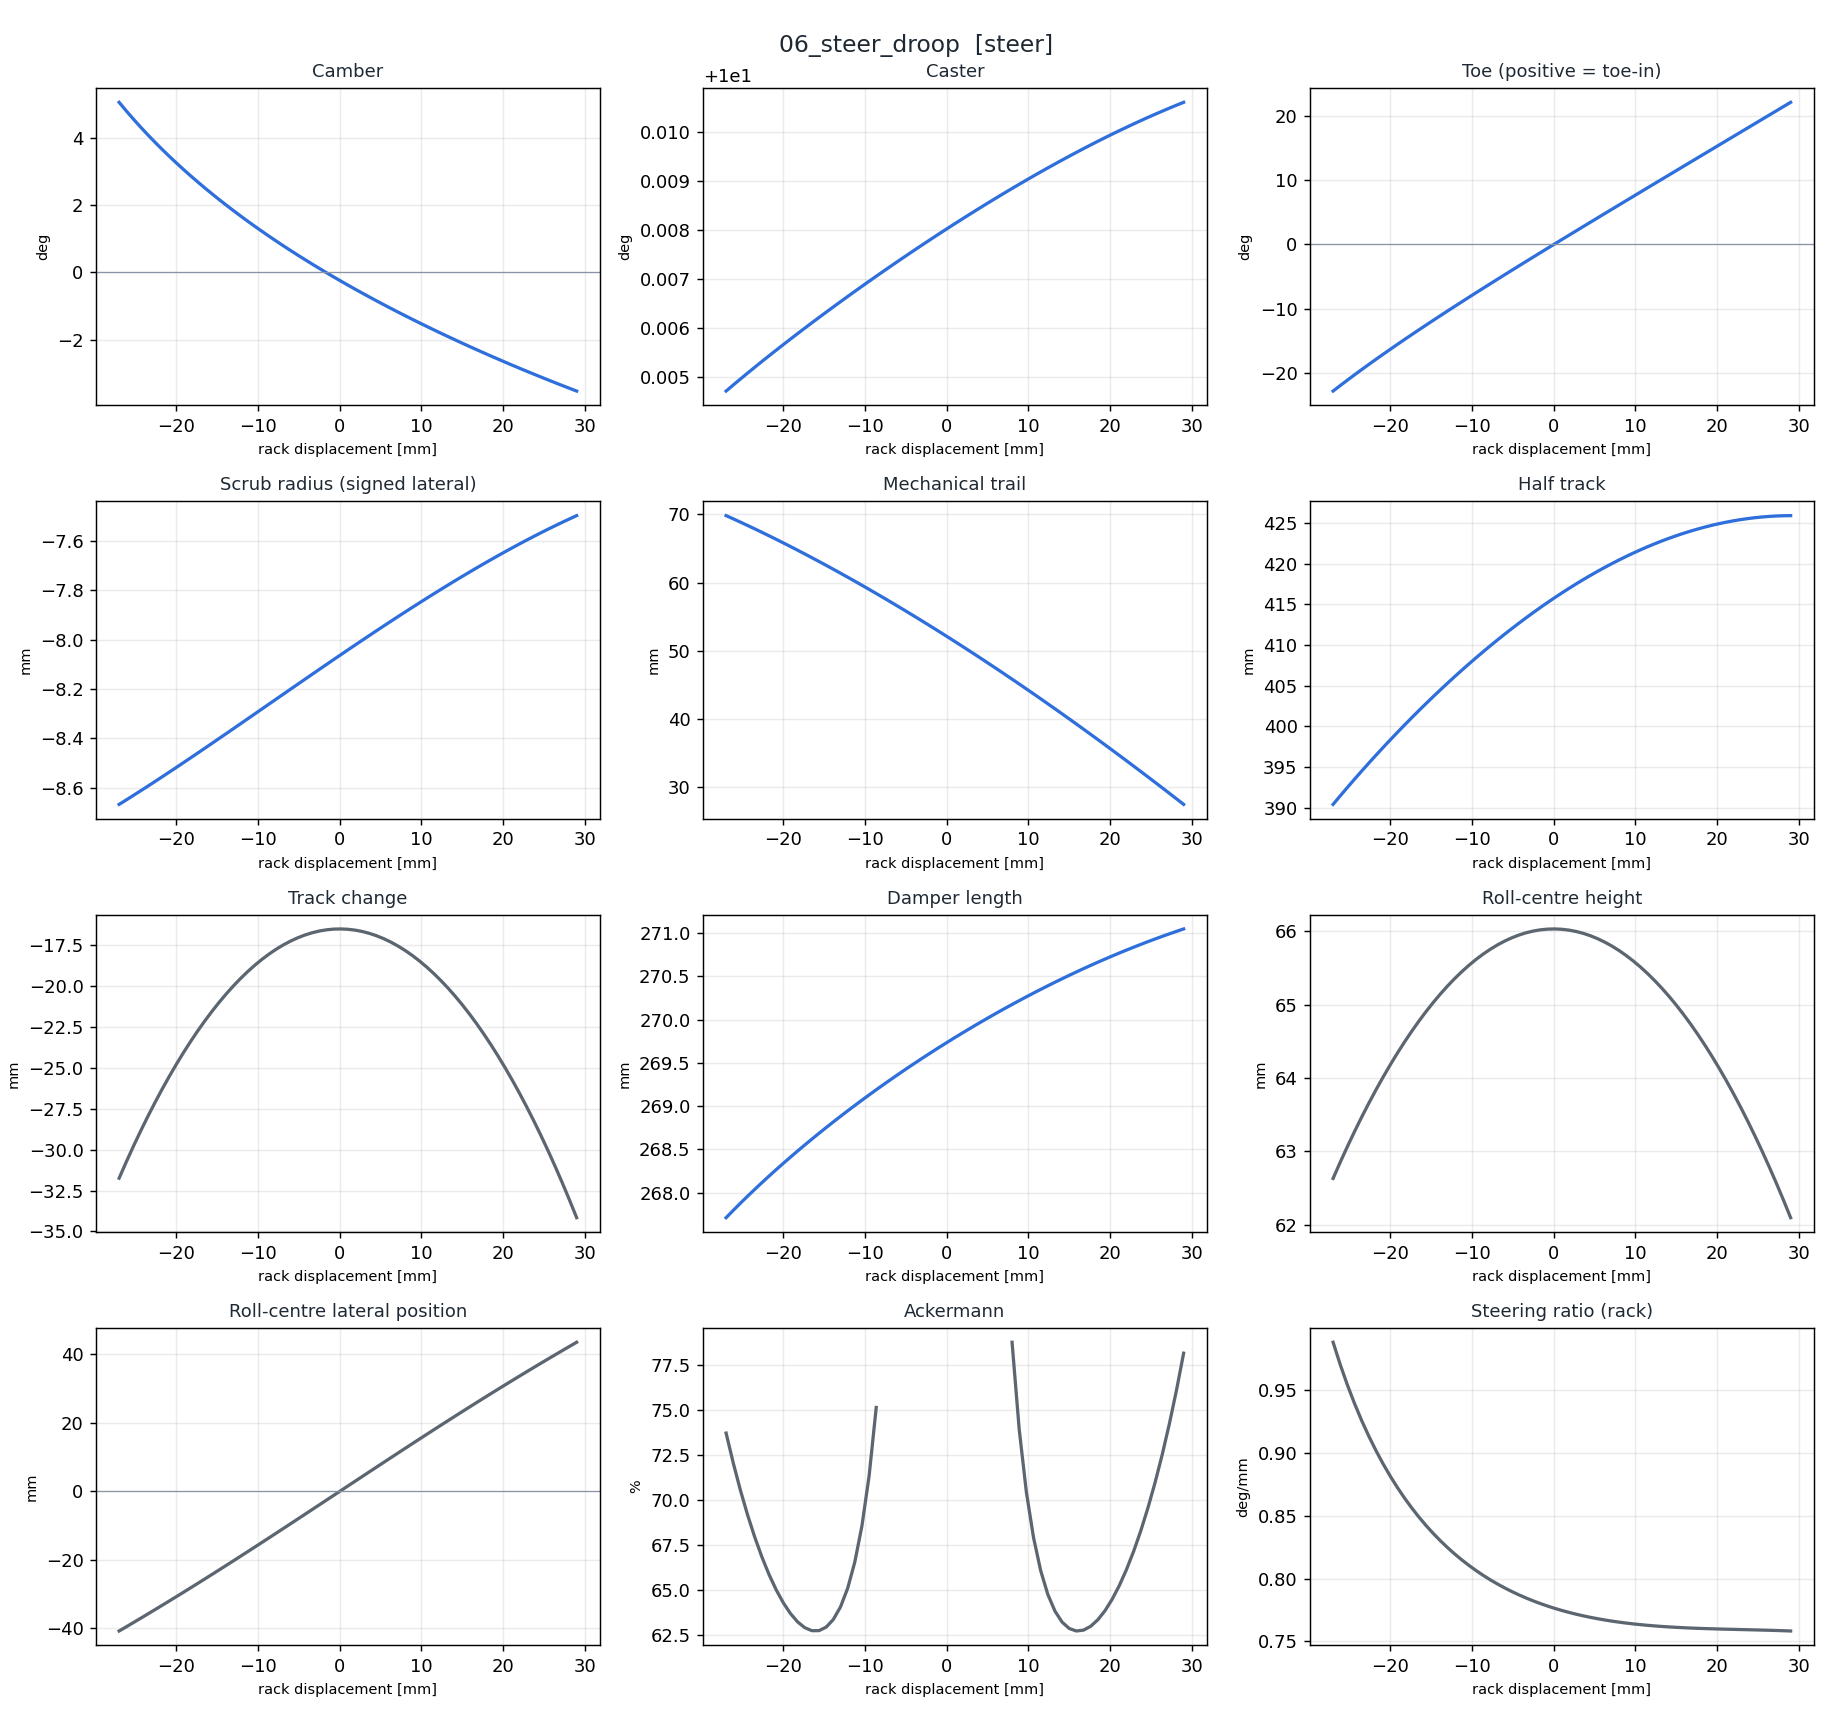 06_steer_droop [steer]
Camber
4
2
0
−2
deg
−20 −10 0 10 20 30
rack displacement [mm]
+1e1
Caster
0.010
0.009
0.008
0.007
0.006
0.005
deg
−20 −10 0 10 20 30
rack displacement [mm]
Toe (positive = toe-in)
20
10
0
−10
−20
deg
−20 −10 0 10 20 30
rack displacement [mm]
Scrub radius (signed lateral)
−7.6
−7.8
−8.0
−8.2
−8.4
−8.6
mm
−20 −10 0 10 20 30
rack displacement [mm]
Mechanical trail
70
60
50
40
30
mm
−20 −10 0 10 20 30
rack displacement [mm]
Half track
425
420
415
410
405
400
395
390
mm
−20 −10 0 10 20 30
rack displacement [mm]
Track change
−17.5
−20.0
−22.5
−25.0
−27.5
−30.0
−32.5
−35.0
mm
−20 −10 0 10 20 30
rack displacement [mm]
Damper length
271.0
270.5
270.0
269.5
269.0
268.5
268.0
mm
−20 −10 0 10 20 30
rack displacement [mm]
Roll-centre height
66
65
64
63
62
mm
−20 −10 0 10 20 30
rack displacement [mm]
Roll-centre lateral position
40
20
0
−20
−40
mm
−20 −10 0 10 20 30
rack displacement [mm]
Ackermann
77.5
75.0
72.5
70.0
67.5
65.0
62.5
%
−20 −10 0 10 20 30
rack displacement [mm]
Steering ratio (rack)
0.95
0.90
0.85
0.80
0.75
deg/mm
−20 −10 0 10 20 30
rack displacement [mm]